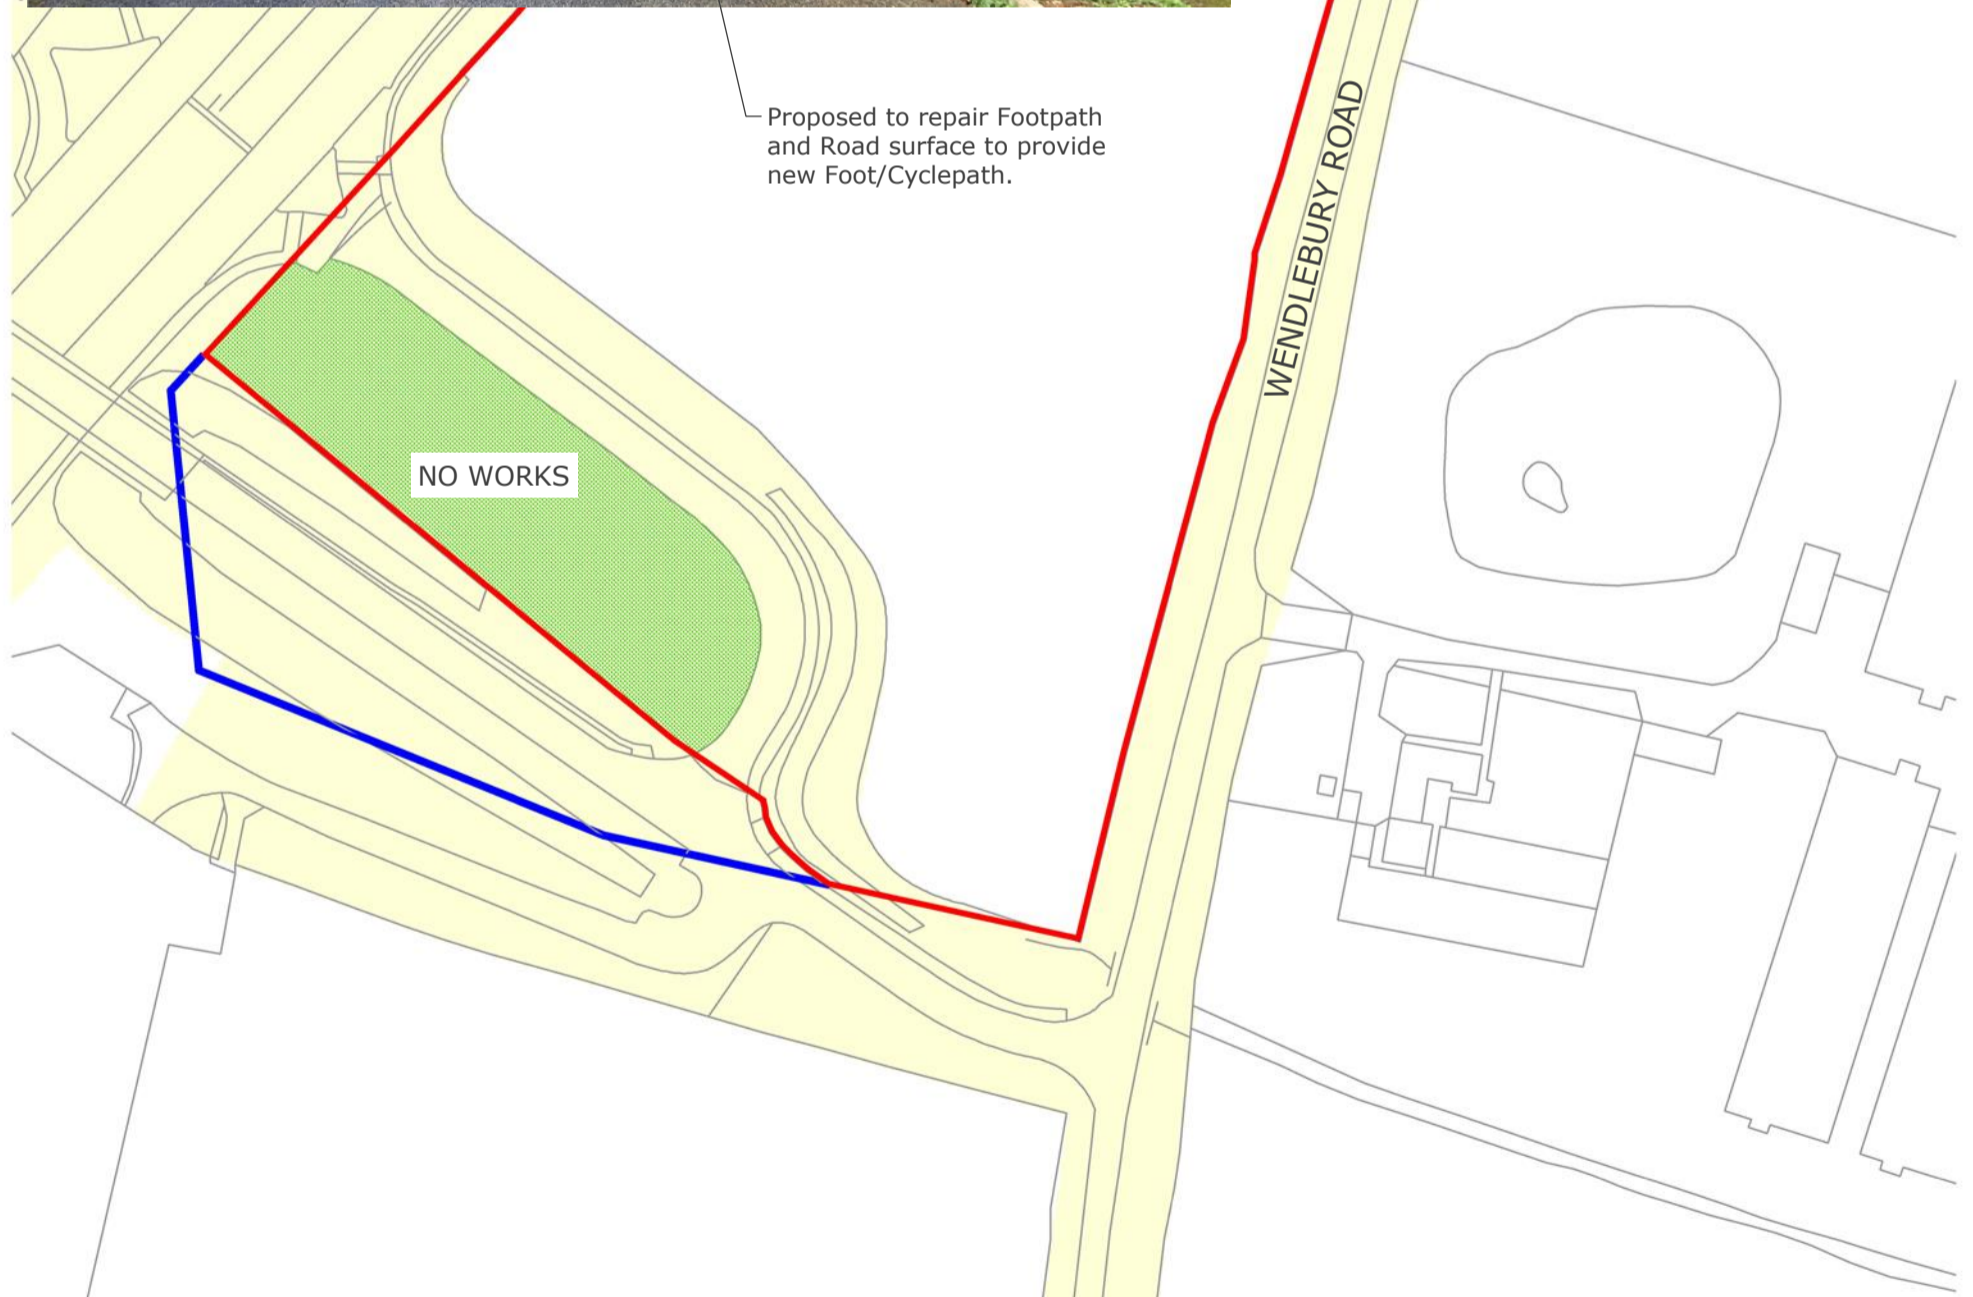 Proposed to repair Footpath
and Road surface to provide
new Foot/Cyclepath.
WENDLEBURY ROAD
NO WORKS